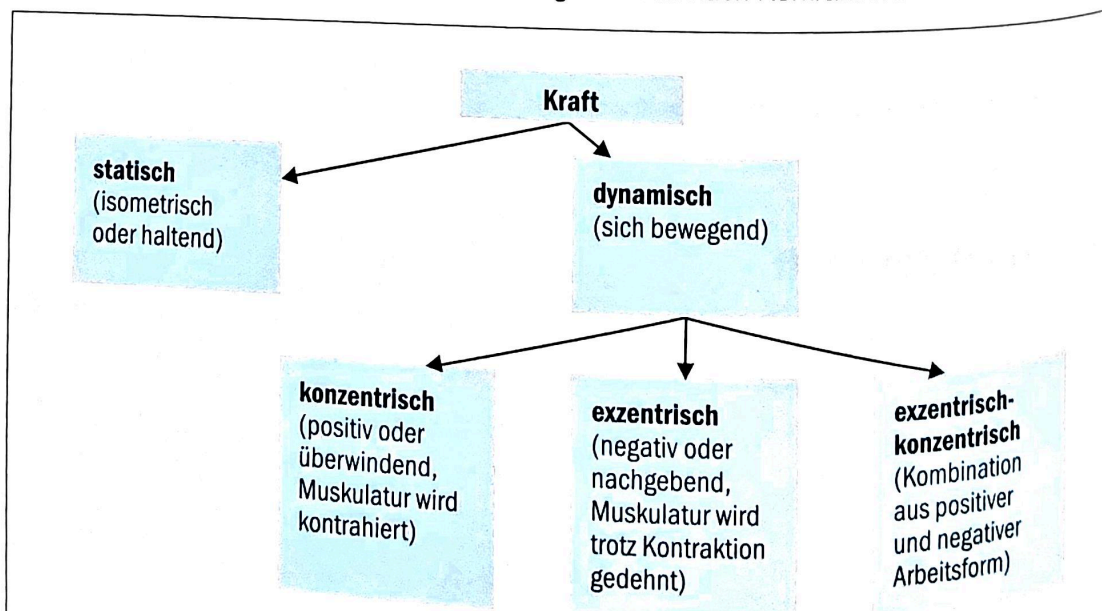 Kraft
statisch
(isometrisch
oder haltend)
dynamisch
(sich bewegend)
konzentrisch
(positiv oder
überwindend,
Muskulatur wird
kontrahiert)
exzentrisch
(negativ oder
nachgebend,
Muskulatur wird
trotz Kontraktion
gedehnt)
exzentrisch-
konzentrisch
(Kombination
aus positiver
und negativer
Arbeitsform)